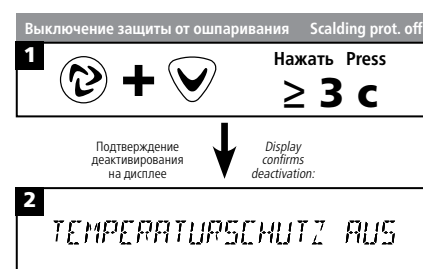 Выключение защиты от ошпаривания Scalding prot. off
1
+
Нажать Press
≥ 3 с
Подтверждение
деактивирования
на дисплее
Display
confirms
deactivation:
2
TEMPERATURSCHUTZ AUS